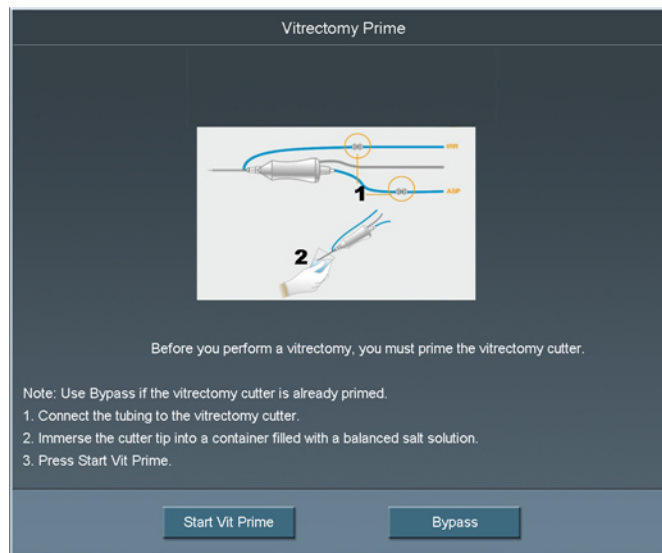 Vitrectomy Prime
IRR
1
ASP
2
Before you perform a vitrectomy, you must prime the vitrectomy cutter.
Note: Use Bypass if the vitrectomy cutter is already primed.
1. Connect the tubing to the vitrectomy cutter.
2. Immerse the cutter tip into a container filled with a balanced salt solution.
3. Press Start Vit Prime.
Start Vit Prime
Bypass